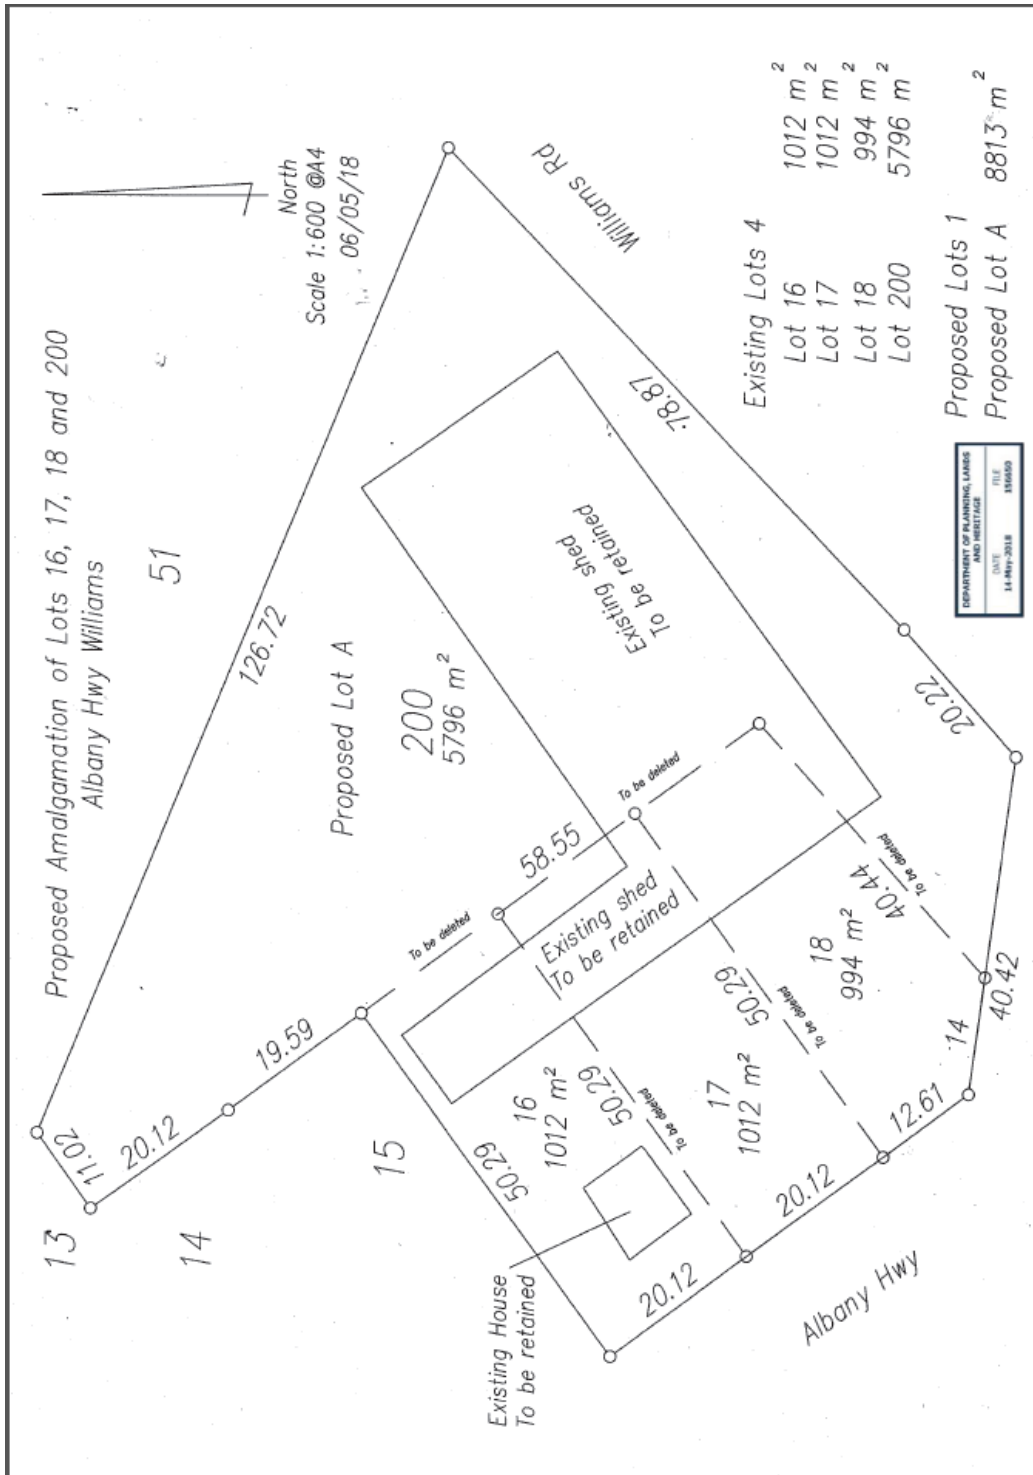 Proposed Amalgamation of Lots 16, 17, 18 and 200
Albany Hwy Williams
North
Scale 1:600 @A4
06/05/18
51
13
14
15
11.02
20.12
19.59
126.72
Proposed Lot A
200
5796 m²
To be deleted
58.55
To be deleted
Existing shed
To be retained
Existing shed
To be retained
78.87
Williams Rd
20.22
50.29
16
1012 m²
50.29
To be deleted
17
1012 m²
50.29
To be deleted
18
994 m²
40.44
To be deleted
Existing House
To be retained
20.12
20.12
12.61
14
40.42
Albany Hwy
Existing Lots 4
Lot 16 1012 m²
Lot 17 1012 m²
Lot 18 994 m²
Lot 200 5796 m²
Proposed Lots 1
Proposed Lot A 8813 m²
DEPARTMENT OF PLANNING, LANDS
AND HERITAGE
DATE FILE
14-May-2018 156650